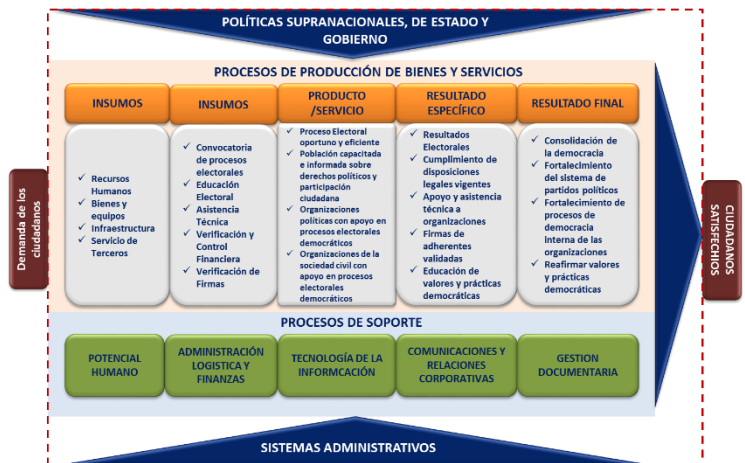 POLÍTICAS SUPRANACIONALES, DE ESTADO Y
GOBIERNO
PROCESOS DE PRODUCCIÓN DE BIENES Y SERVICIOS
INSUMOS
INSUMOS
PRODUCTO
/SERVICIO
RESULTADO
ESPECÍFICO
RESULTADO FINAL
Demanda de los
ciudadanos
✓ Recursos
Humanos
✓ Bienes y
equipos
✓ Infraestructura
✓ Servicio de
Terceros
✓ Convocatoria
de procesos
electorales
✓ Educación
Electoral
✓ Asistencia
Técnica
✓ Verificación y
Control
Financiera
✓ Verificación de
Firmas
✓ Proceso Electoral
oportuno y eficiente
✓ Población capacitada
e informada sobre
derechos políticos y
participación
ciudadana
✓ Organizaciones
políticas con apoyo en
procesos electorales
democráticos
✓ Organizaciones de la
sociedad civil con
apoyo en procesos
electorales
democráticos
✓ Resultados
Electorales
✓ Cumplimiento de
disposiciones
legales vigentes
✓ Apoyo y asistencia
técnica a
organizaciones
✓ Firmas de
adherentes
validadas
✓ Educación de
valores y prácticas
democráticas
✓ Consolidación de
la democracia
✓ Fortalecimiento
del sistema de
partidos políticos
✓ Fortalecimiento de
procesos de
democracia
Interna de las
organizaciones
✓ Reafirmar valores
y prácticas
democráticas
CIUDADANOS
SATISFECHIOS
PROCESOS DE SOPORTE
POTENCIAL
HUMANO
ADMINISTRACIÓN
LOGISTICA Y
FINANZAS
TECNOLOGÍA DE LA
INFORMCACIÓN
COMUNICACIONES Y
RELACIONES
CORPORATIVAS
GESTION
DOCUMENTARIA
SISTEMAS ADMINISTRATIVOS